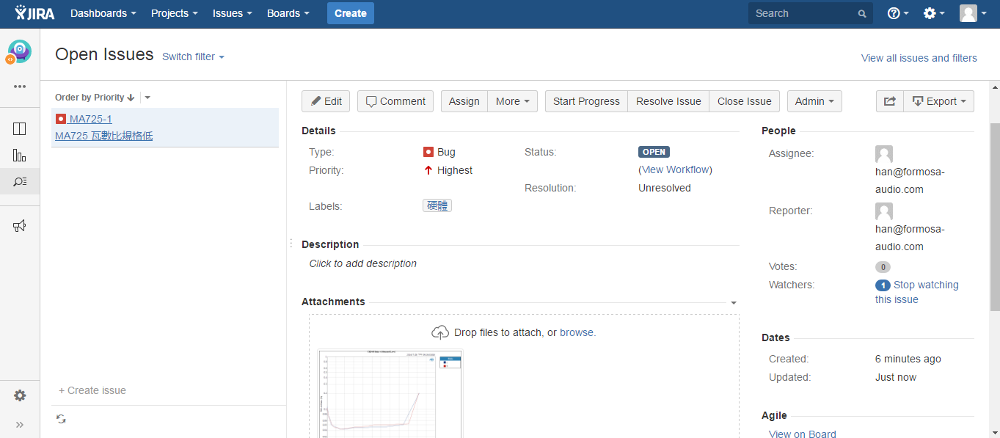 JIRA Dashboards Projects Issues Boards Create Search
Open Issues Switch filter
View all issues and filters
Order by Priority
MA725-1
MA725 瓦數比規格低
+ Create issue
Edit Comment Assign More Start Progress Resolve Issue Close Issue Admin Export
Details
Type: Bug Status: OPEN
Priority: Highest (View Workflow)
Resolution: Unresolved
Labels: 硬體
Description
Click to add description
Attachments
Drop files to attach, or browse.
People
Assignee:
han@formosa-
audio.com
Reporter:
han@formosa-
audio.com
Votes: 0
Watchers: 1 Stop watching
this issue
Dates
Created: 6 minutes ago
Updated: Just now
Agile
View on Board